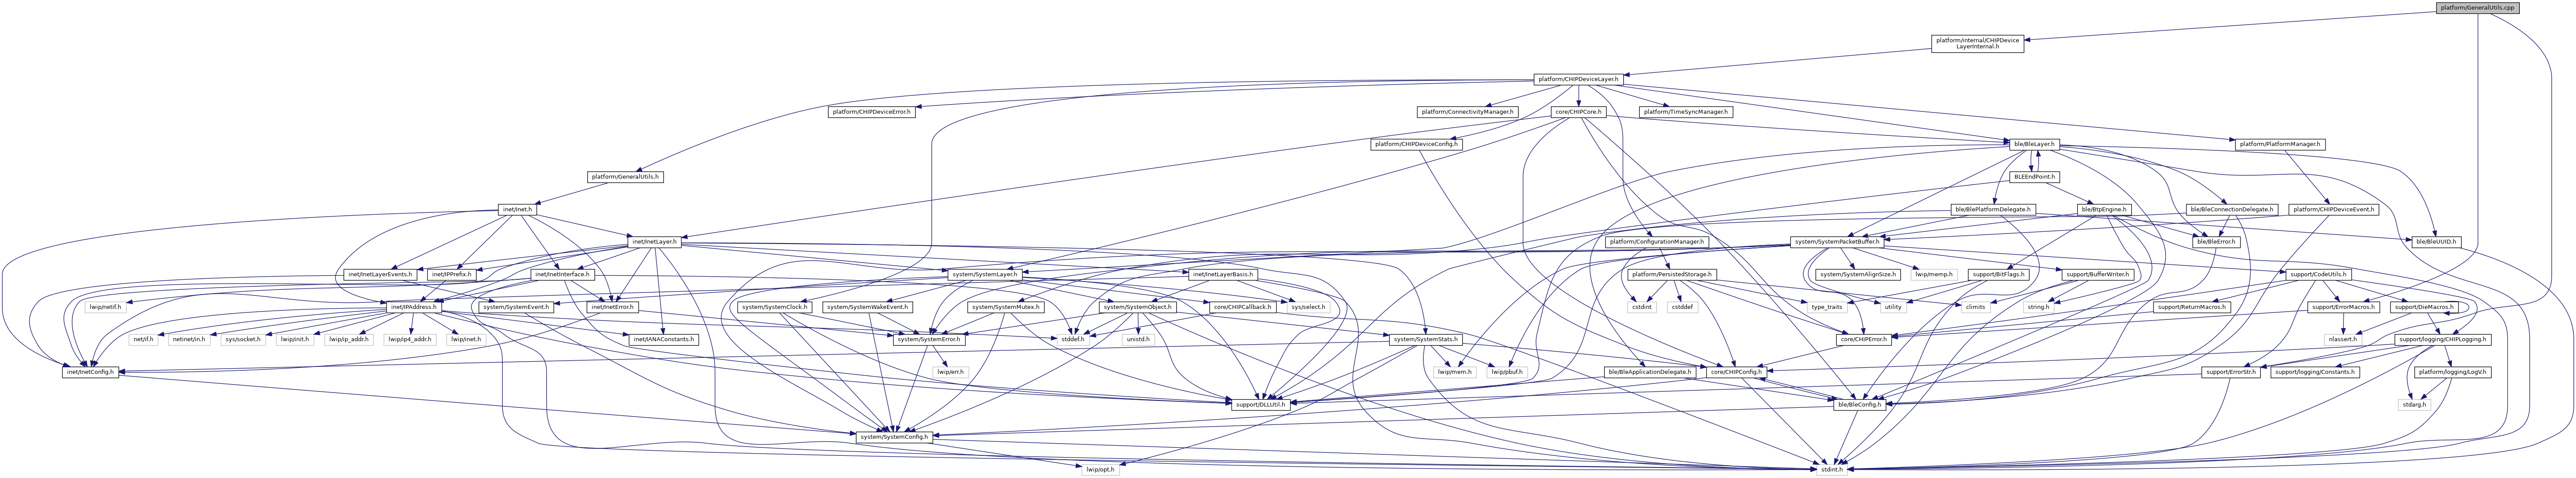 platform/GeneralUtils.cpp
platform/internal/CHIPDevice
LayerInternal.h
platform/CHIPDeviceLayer.h
platform/CHIPDeviceError.h
platform/ConnectivityManager.h
core/CHIPCore.h
platform/TimeSyncManager.h
platform/CHIPDeviceConfig.h
ble/BleLayer.h
platform/PlatformManager.h
platform/GeneralUtils.h
BLEEndPoint.h
inet/Inet.h
ble/BlePlatformDelegate.h
ble/BtpEngine.h
ble/BleConnectionDelegate.h
platform/CHIPDeviceEvent.h
inet/InetLayer.h
platform/ConfigurationManager.h
system/SystemPacketBuffer.h
ble/BleError.h
ble/BleUUID.h
inet/InetLayerEvents.h
inet/IPPrefix.h
inet/InetInterface.h
system/SystemLayer.h
inet/InetLayerBasis.h
platform/PersistedStorage.h
system/SystemAlignSize.h
lwip/memp.h
support/BitFlags.h
support/BufferWriter.h
support/CodeUtils.h
lwip/netif.h
inet/IPAddress.h
system/SystemEvent.h
inet/InetError.h
system/SystemClock.h
system/SystemWakeEvent.h
system/SystemMutex.h
system/SystemObject.h
core/CHIPCallback.h
sys/select.h
cstdint
cstddef
type_traits
utility
climits
string.h
support/ReturnMacros.h
support/ErrorMacros.h
support/DieMacros.h
net/if.h
netinet/in.h
sys/socket.h
lwip/init.h
lwip/ip_addr.h
lwip/ip4_addr.h
lwip/inet.h
inet/IANAConstants.h
system/SystemError.h
stddef.h
unistd.h
system/SystemStats.h
core/CHIPError.h
nlassert.h
support/logging/CHIPLogging.h
inet/InetConfig.h
lwip/err.h
lwip/mem.h
lwip/pbuf.h
ble/BleApplicationDelegate.h
core/CHIPConfig.h
support/ErrorStr.h
support/logging/Constants.h
platform/logging/LogV.h
support/DLLUtil.h
ble/BleConfig.h
stdarg.h
system/SystemConfig.h
lwip/opt.h
stdint.h